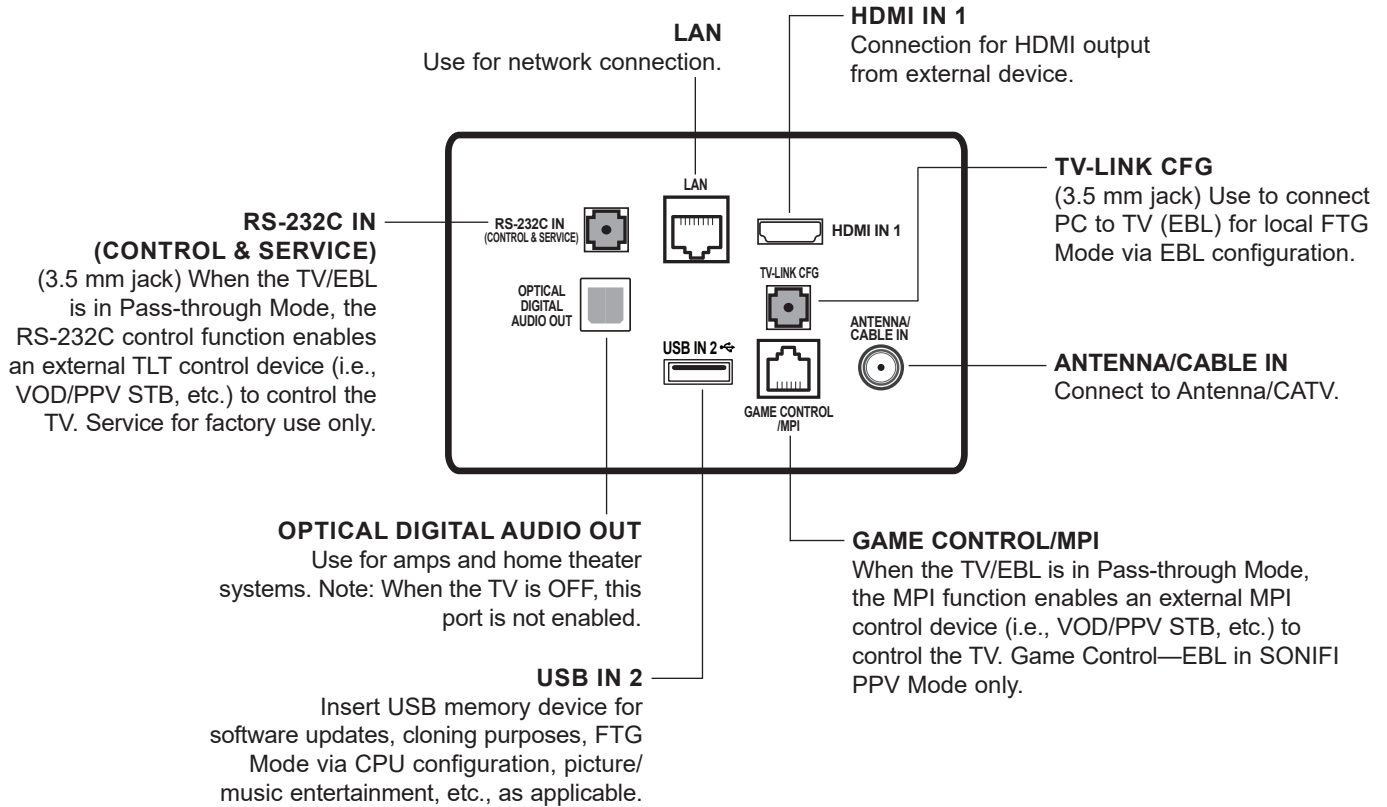 LAN
Use for network connection.
HDMI IN 1
Connection for HDMI output
from external device.
TV-LINK CFG
(3.5 mm jack) Use to connect
PC to TV (EBL) for local FTG
Mode via EBL configuration.
RS-232C IN
(CONTROL & SERVICE)
(3.5 mm jack) When the TV/EBL
is in Pass-through Mode, the
RS-232C control function enables
an external TLT control device (i.e.,
VOD/PPV STB, etc.) to control the
TV. Service for factory use only.
LAN
RS-232C IN
(CONTROL & SERVICE)
HDMI IN 1
TV-LINK CFG
OPTICAL
DIGITAL
AUDIO OUT
ANTENNA/
CABLE IN
USB IN 2
GAME CONTROL
/MPI
ANTENNA/CABLE IN
Connect to Antenna/CATV.
OPTICAL DIGITAL AUDIO OUT
Use for amps and home theater
systems. Note: When the TV is OFF, this
port is not enabled.
GAME CONTROL/MPI
When the TV/EBL is in Pass-through Mode,
the MPI function enables an external MPI
control device (i.e., VOD/PPV STB, etc.) to
control the TV. Game Control—EBL in SONIFI
PPV Mode only.
USB IN 2
Insert USB memory device for
software updates, cloning purposes, FTG
Mode via CPU configuration, picture/
music entertainment, etc., as applicable.